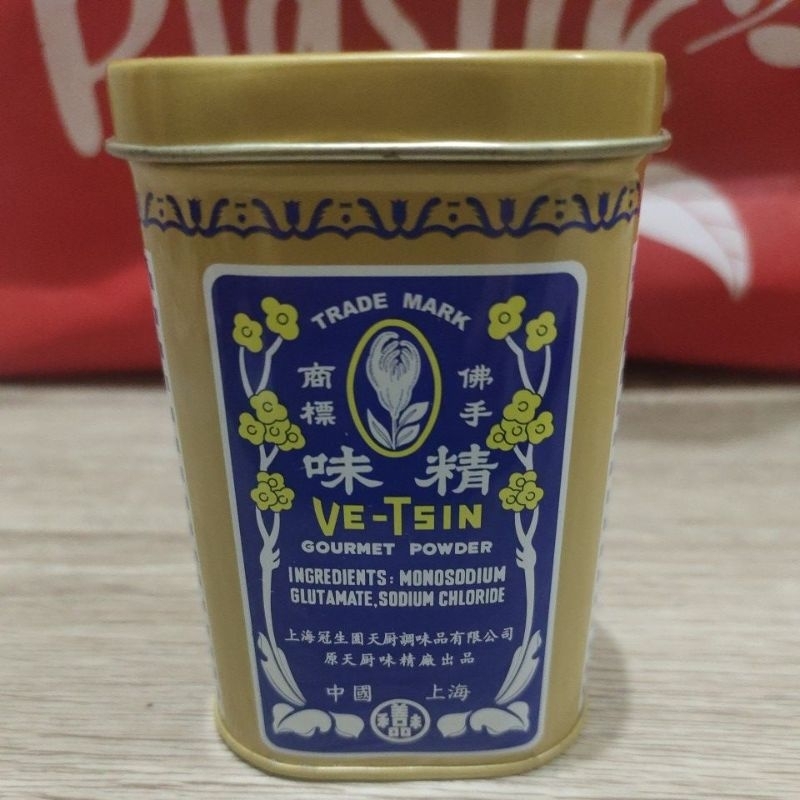 Plastic
TRADE MARK
商標 佛手
味精
VE-TSIN
GOURMET POWDER
INGREDIENTS: MONOSODIUM
GLUTAMATE, SODIUM CHLORIDE
上海冠生園天厨調味品有限公司
原天厨味精廠出品
中國 上海